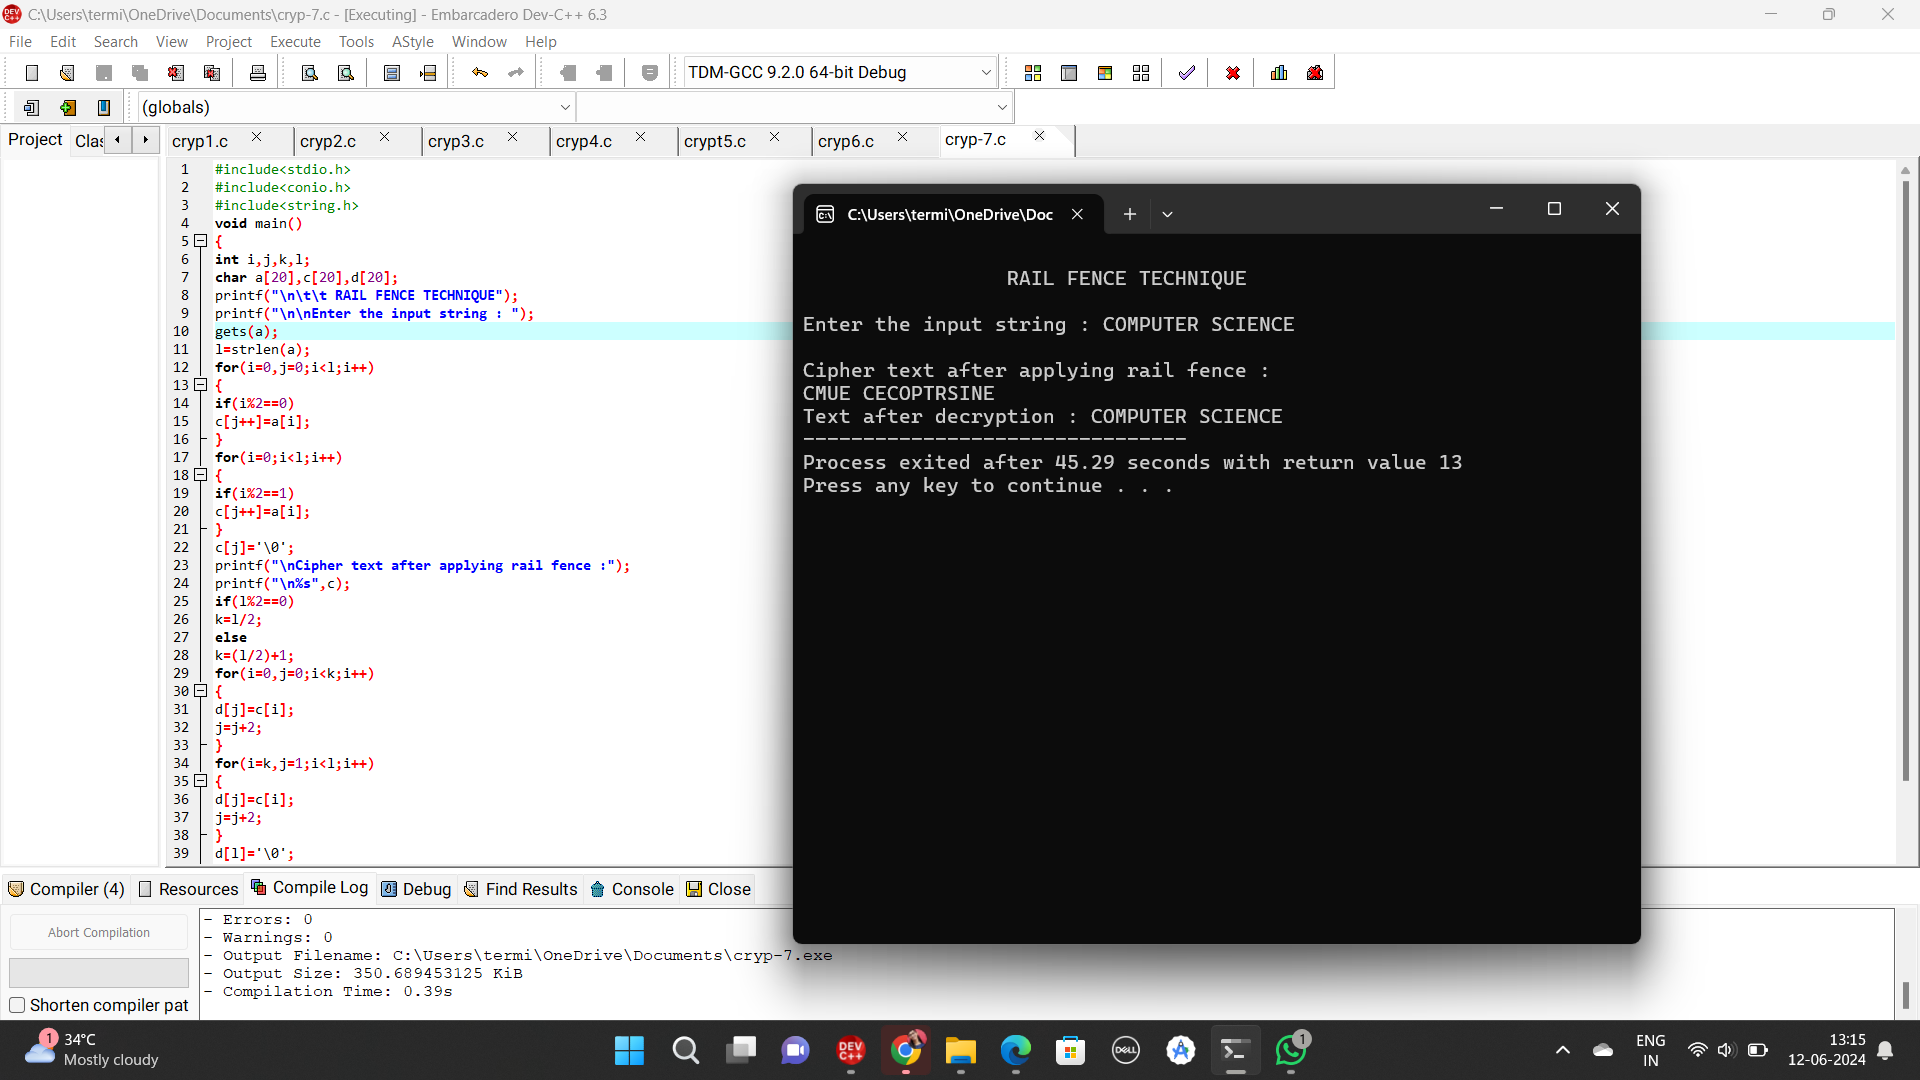 C:\Users\termi\OneDrive\Documents\cryp-7.c - [Executing] - Embarcadero Dev-C++ 6.3
File Edit Search View Project Execute Tools AStyle Window Help
TDM-GCC 9.2.0 64-bit Debug
(globals)
Project Clas cryp1.c cryp2.c cryp3.c cryp4.c crypt5.c cryp6.c cryp-7.c
1 #include<stdio.h>
2 #include<conio.h>
3 #include<string.h>
4 void main()
5 {
6 int i,j,k,l;
7 char a[20],c[20],d[20];
8 printf("\n\t\t RAIL FENCE TECHNIQUE");
9 printf("\n\nEnter the input string : ");
10 gets(a);
11 l=strlen(a);
12 for(i=0,j=0;i<l;i++)
13 {
14 if(i%2==0)
15 c[j++]=a[i];
16 }
17 for(i=0;i<l;i++)
18 {
19 if(i%2==1)
20 c[j++]=a[i];
21 }
22 c[j]='\0';
23 printf("\nCipher text after applying rail fence :");
24 printf("\n%s",c);
25 if(l%2==0)
26 k=l/2;
27 else
28 k=(l/2)+1;
29 for(i=0,j=0;i<k;i++)
30 {
31 d[j]=c[i];
32 j=j+2;
33 }
34 for(i=k,j=1;i<l;i++)
35 {
36 d[j]=c[i];
37 j=j+2;
38 }
39 d[l]='\0';
C:\Users\termi\OneDrive\Doc
RAIL FENCE TECHNIQUE
Enter the input string : COMPUTER SCIENCE
Cipher text after applying rail fence :
CMUE CECOPTRSINE
Text after decryption : COMPUTER SCIENCE
--------------------------------
Process exited after 45.29 seconds with return value 13
Press any key to continue . . .
Compiler (4) Resources Compile Log Debug Find Results Console Close
Abort Compilation
Shorten compiler pat
- Errors: 0
- Warnings: 0
- Output Filename: C:\Users\termi\OneDrive\Documents\cryp-7.exe
- Output Size: 350.689453125 KiB
- Compilation Time: 0.39s
1
34°C
Mostly cloudy
DEV C++
DELL
1
ENG
IN
13:15
12-06-2024